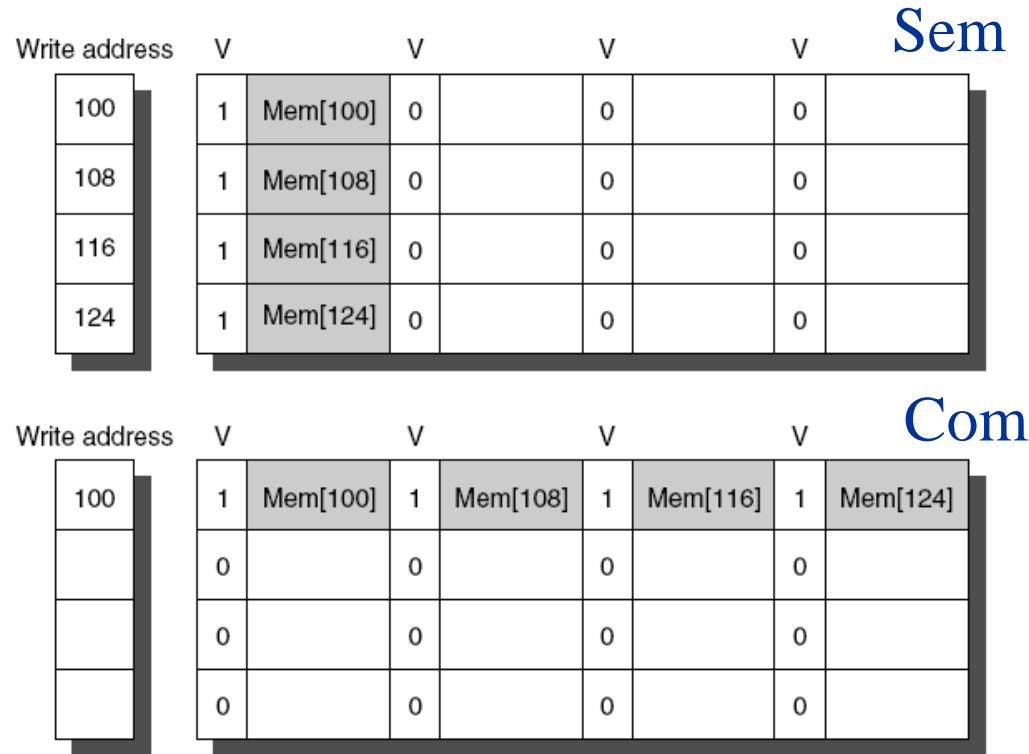 Sem
Write address V V V V
100 1 Mem[100] 0 0 0
108 1 Mem[108] 0 0 0
116 1 Mem[116] 0 0 0
124 1 Mem[124] 0 0 0
Com
Write address V V V V
100 1 Mem[100] 1 Mem[108] 1 Mem[116] 1 Mem[124]
0 0 0 0
0 0 0 0
0 0 0 0